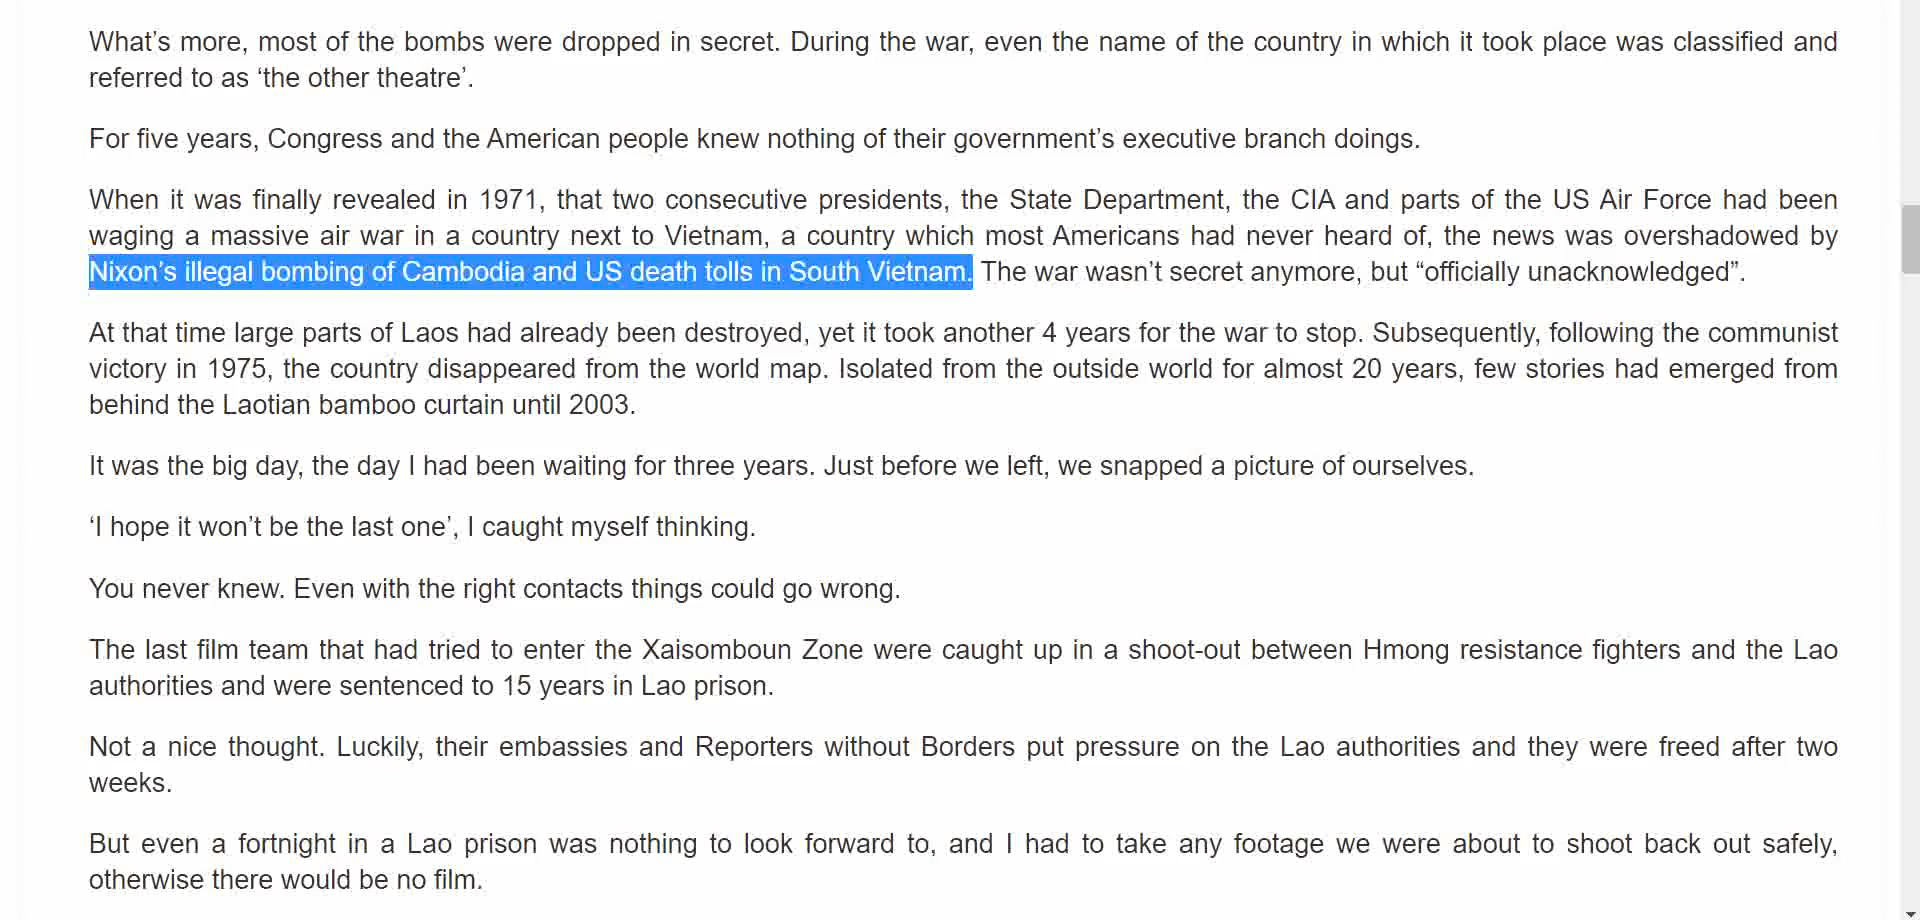 What’s more, most of the bombs were dropped in secret. During the war, even the name of the country in which it took place was classified and
referred to as ‘the other theatre’.
For five years, Congress and the American people knew nothing of their government’s executive branch doings.
When it was finally revealed in 1971, that two consecutive presidents, the State Department, the CIA and parts of the US Air Force had been
waging a massive air war in a country next to Vietnam, a country which most Americans had never heard of, the news was overshadowed by
Nixon’s illegal bombing of Cambodia and US death tolls in South Vietnam. The war wasn’t secret anymore, but “officially unacknowledged”.
At that time large parts of Laos had already been destroyed, yet it took another 4 years for the war to stop. Subsequently, following the communist
victory in 1975, the country disappeared from the world map. Isolated from the outside world for almost 20 years, few stories had emerged from
behind the Laotian bamboo curtain until 2003.
It was the big day, the day I had been waiting for three years. Just before we left, we snapped a picture of ourselves.
‘I hope it won’t be the last one’, I caught myself thinking.
You never knew. Even with the right contacts things could go wrong.
The last film team that had tried to enter the Xaisomboun Zone were caught up in a shoot-out between Hmong resistance fighters and the Lao
authorities and were sentenced to 15 years in Lao prison.
Not a nice thought. Luckily, their embassies and Reporters without Borders put pressure on the Lao authorities and they were freed after two
weeks.
But even a fortnight in a Lao prison was nothing to look forward to, and I had to take any footage we were about to shoot back out safely,
otherwise there would be no film.